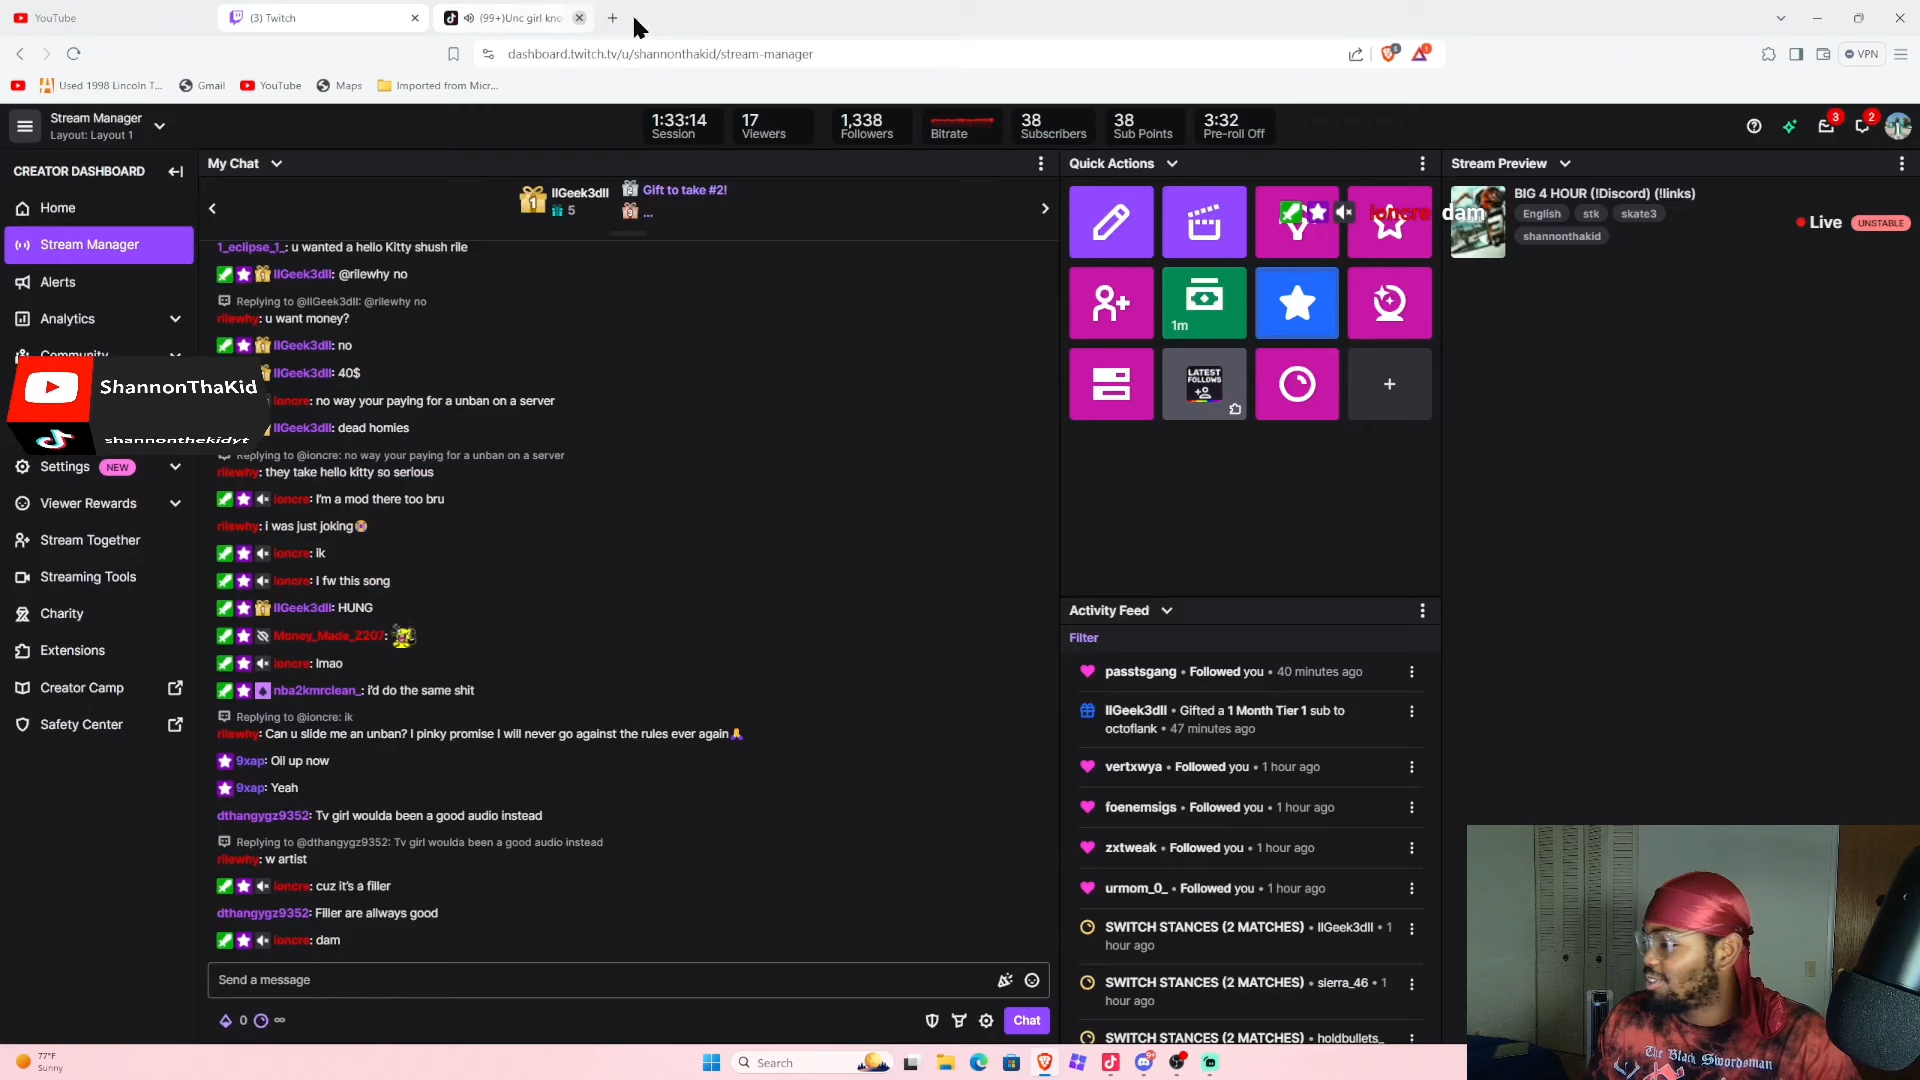 YouTube
(3) Twitch
(99+)Unc girl kno
dashboard.twitch.tv/u/shannonthakid/stream-manager
VPN
Used 1998 Lincoln T...
Gmail
YouTube
Maps
Imported from Micr...
Stream Manager
Layout: Layout 1
1:33:14
Session
17
Viewers
1,338
Followers
Bitrate
38
Subscribers
38
Sub Points
3:32
Pre-roll Off
3
2
CREATOR DASHBOARD
Home
Stream Manager
Alerts
Analytics
Community
ShannonThaKid
shannonthekidyt
Settings NEW
Viewer Rewards
Stream Together
Streaming Tools
Charity
Extensions
Creator Camp
Safety Center
My Chat
1
llGeek3dll
5
Gift to take #2!
...
1_eclipse_1_: u wanted a hello Kitty shush rile
llGeek3dll: @rilewhy no
Replying to @llGeek3dll: @rilewhy no
rilewhy: u want money?
llGeek3dll: no
llGeek3dll: 40$
ioncre: no way your paying for a unban on a server
llGeek3dll: dead homies
Replying to @ioncre: no way your paying for a unban on a server
rilewhy: they take hello kitty so serious
ioncre: I'm a mod there too bru
rilewhy: i was just joking
ioncre: ik
ioncre: I fw this song
llGeek3dll: HUNG
Money_Made_Z207:
ioncre: lmao
nba2kmrclean_: i'd do the same shit
Replying to @ioncre: ik
rilewhy: Can u slide me an unban? I pinky promise I will never go against the rules ever again🙏
9xap: Oil up now
9xap: Yeah
dthangygz9352: Tv girl woulda been a good audio instead
Replying to @dthangygz9352: Tv girl woulda been a good audio instead
rilewhy: w artist
ioncre: cuz it's a filler
dthangygz9352: Filler are allways good
ioncre: dam
Send a message
0
∞
Chat
Quick Actions
ioncre dam
1m
LATEST
FOLLOWS
+
Activity Feed
Filter
passtsgang • Followed you • 40 minutes ago
llGeek3dll • Gifted a 1 Month Tier 1 sub to
octoflank • 47 minutes ago
vertxwya • Followed you • 1 hour ago
foenemsigs • Followed you • 1 hour ago
zxtweak • Followed you • 1 hour ago
urmom_0_ • Followed you • 1 hour ago
SWITCH STANCES (2 MATCHES) • llGeek3dll • 1
hour ago
SWITCH STANCES (2 MATCHES) • sierra_46 • 1
hour ago
SWITCH STANCES (2 MATCHES) • holdbullets_
Stream Preview
BIG 4 HOUR (!Discord) (!links)
English
stk
skate3
shannonthakid
Live
UNSTABLE
The Black Swordsman
77°F
Sunny
Search